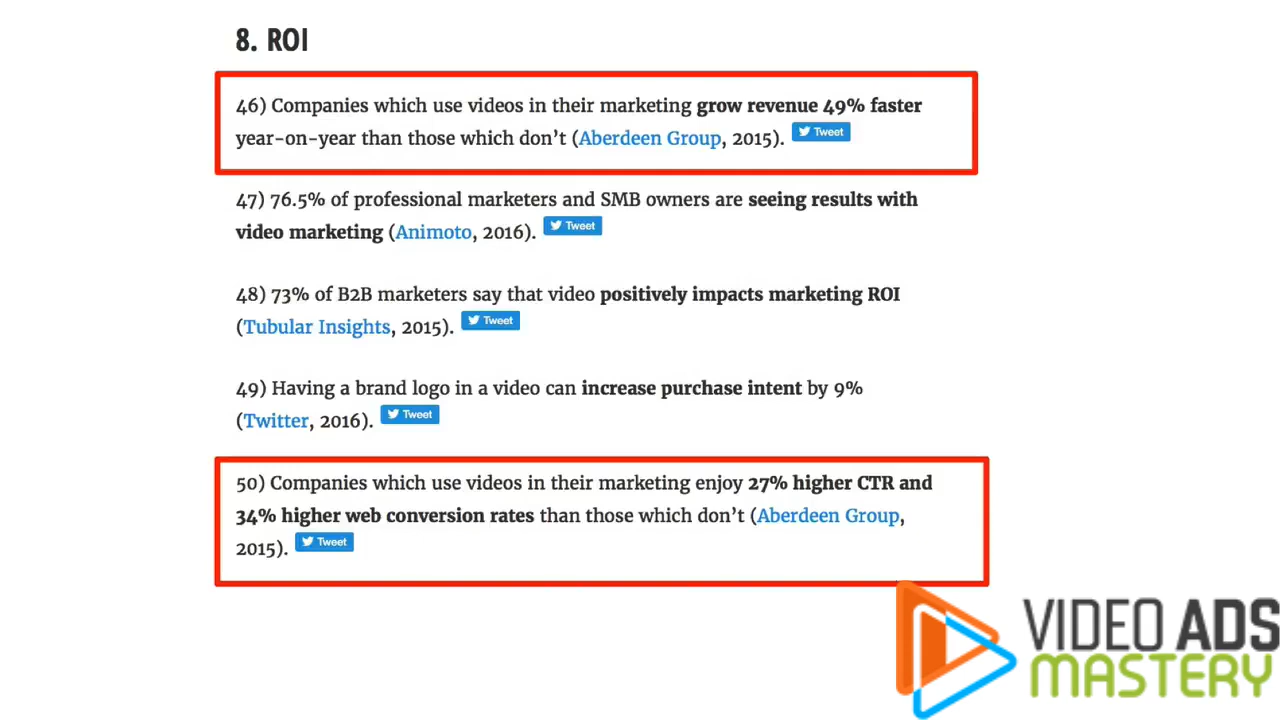 8. ROI
46) Companies which use videos in their marketing grow revenue 49% faster
year-on-year than those which don’t (Aberdeen Group, 2015). Tweet
47) 76.5% of professional marketers and SMB owners are seeing results with
video marketing (Animoto, 2016). Tweet
48) 73% of B2B marketers say that video positively impacts marketing ROI
(Tubular Insights, 2015). Tweet
49) Having a brand logo in a video can increase purchase intent by 9%
(Twitter, 2016). Tweet
50) Companies which use videos in their marketing enjoy 27% higher CTR and
34% higher web conversion rates than those which don’t (Aberdeen Group,
2015). Tweet
VIDEO ADS
MASTERY